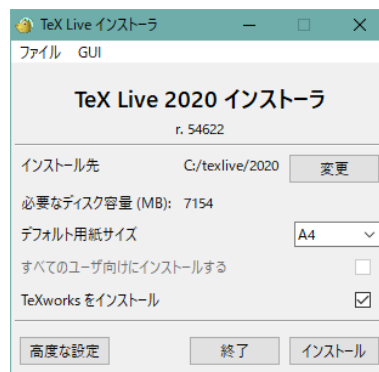 TeX Live インストーラ
ファイル GUI
TeX Live 2020 インストーラ
r. 54622
インストール先 C:/texlive/2020 変更
必要なディスク容量 (MB): 7154
デフォルト用紙サイズ A4
すべてのユーザ向けにインストールする
TeXworks をインストール
高度な設定 終了 インストール